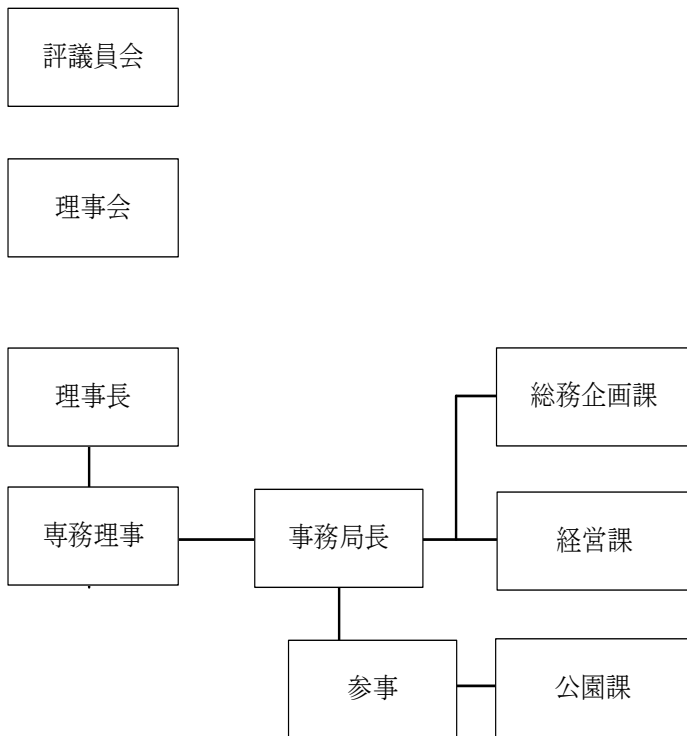 評議員会
理事会
理事長
総務企画課
専務理事
事務局長
経営課
参事
公園課